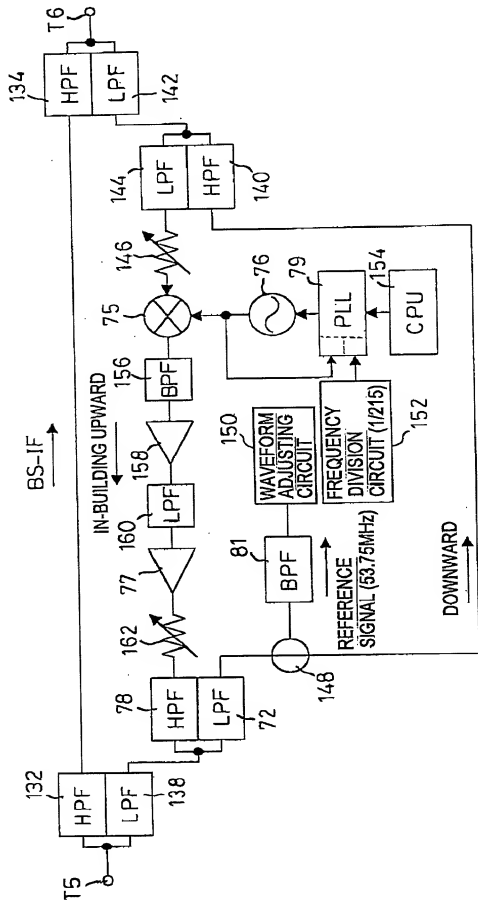 T5
132
HPF
LPF
138
BS-IF
134
HPF
LPF
142
T6
IN-BUILDING UPWARD
78
HPF
LPF
72
162
77
160
LPF
158
156
BPF
75
146
144
LPF
HPF
140
148
81
BPF
REFERENCE
SIGNAL (53.75MHz)
150
WAVEFORM
ADJUSTING
CIRCUIT
FREQUENCY
DIVISION
CIRCUIT (1/215)
152
76
79
PLL
154
CPU
DOWNWARD